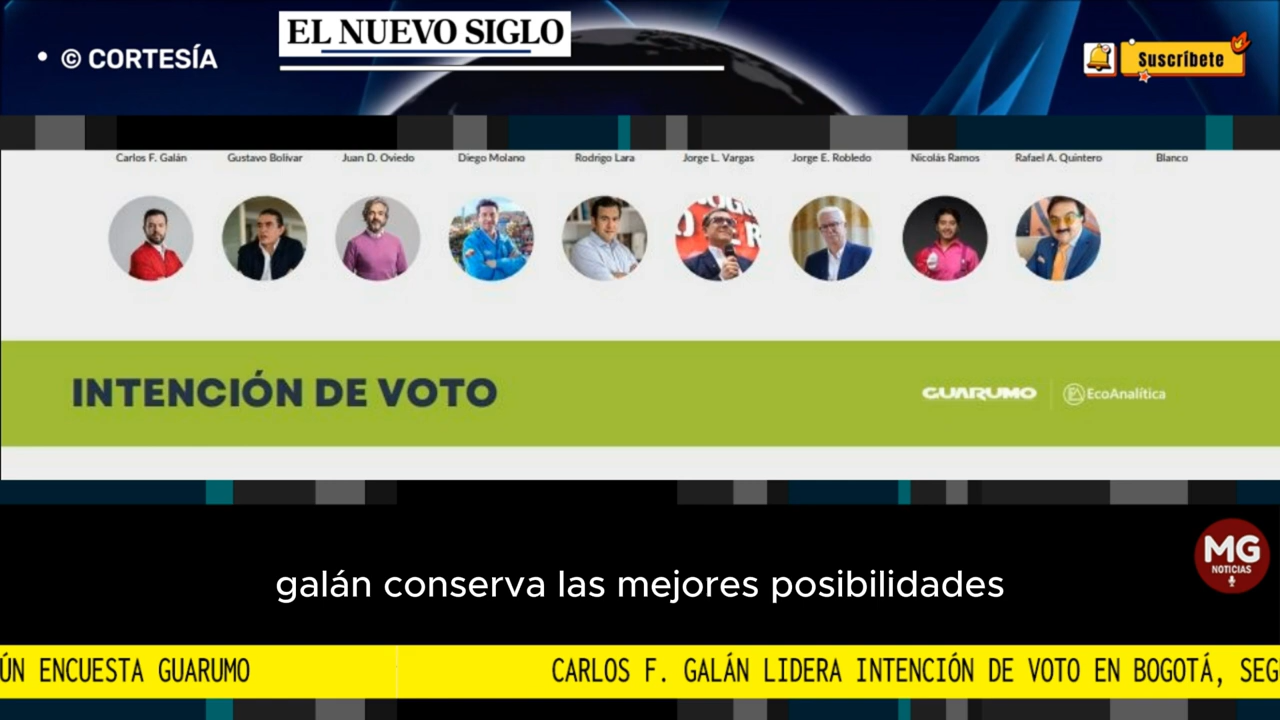 • © CORTESÍA
EL NUEVO SIGLO
Suscríbete
Carlos F. Galán Gustavo Bolívar Juan D. Oviedo Diego Molano Rodrigo Lara Jorge L. Vargas Jorge E. Robledo Nicolás Ramos Rafael A. Quintero Blanco
INTENCIÓN DE VOTO
GUARUMO
EcoAnalítica
MG
NOTICIAS
galán conserva las mejores posibilidades
ÚN ENCUESTA GUARUMO CARLOS F. GALÁN LIDERA INTENCIÓN DE VOTO EN BOGOTÁ, SEG